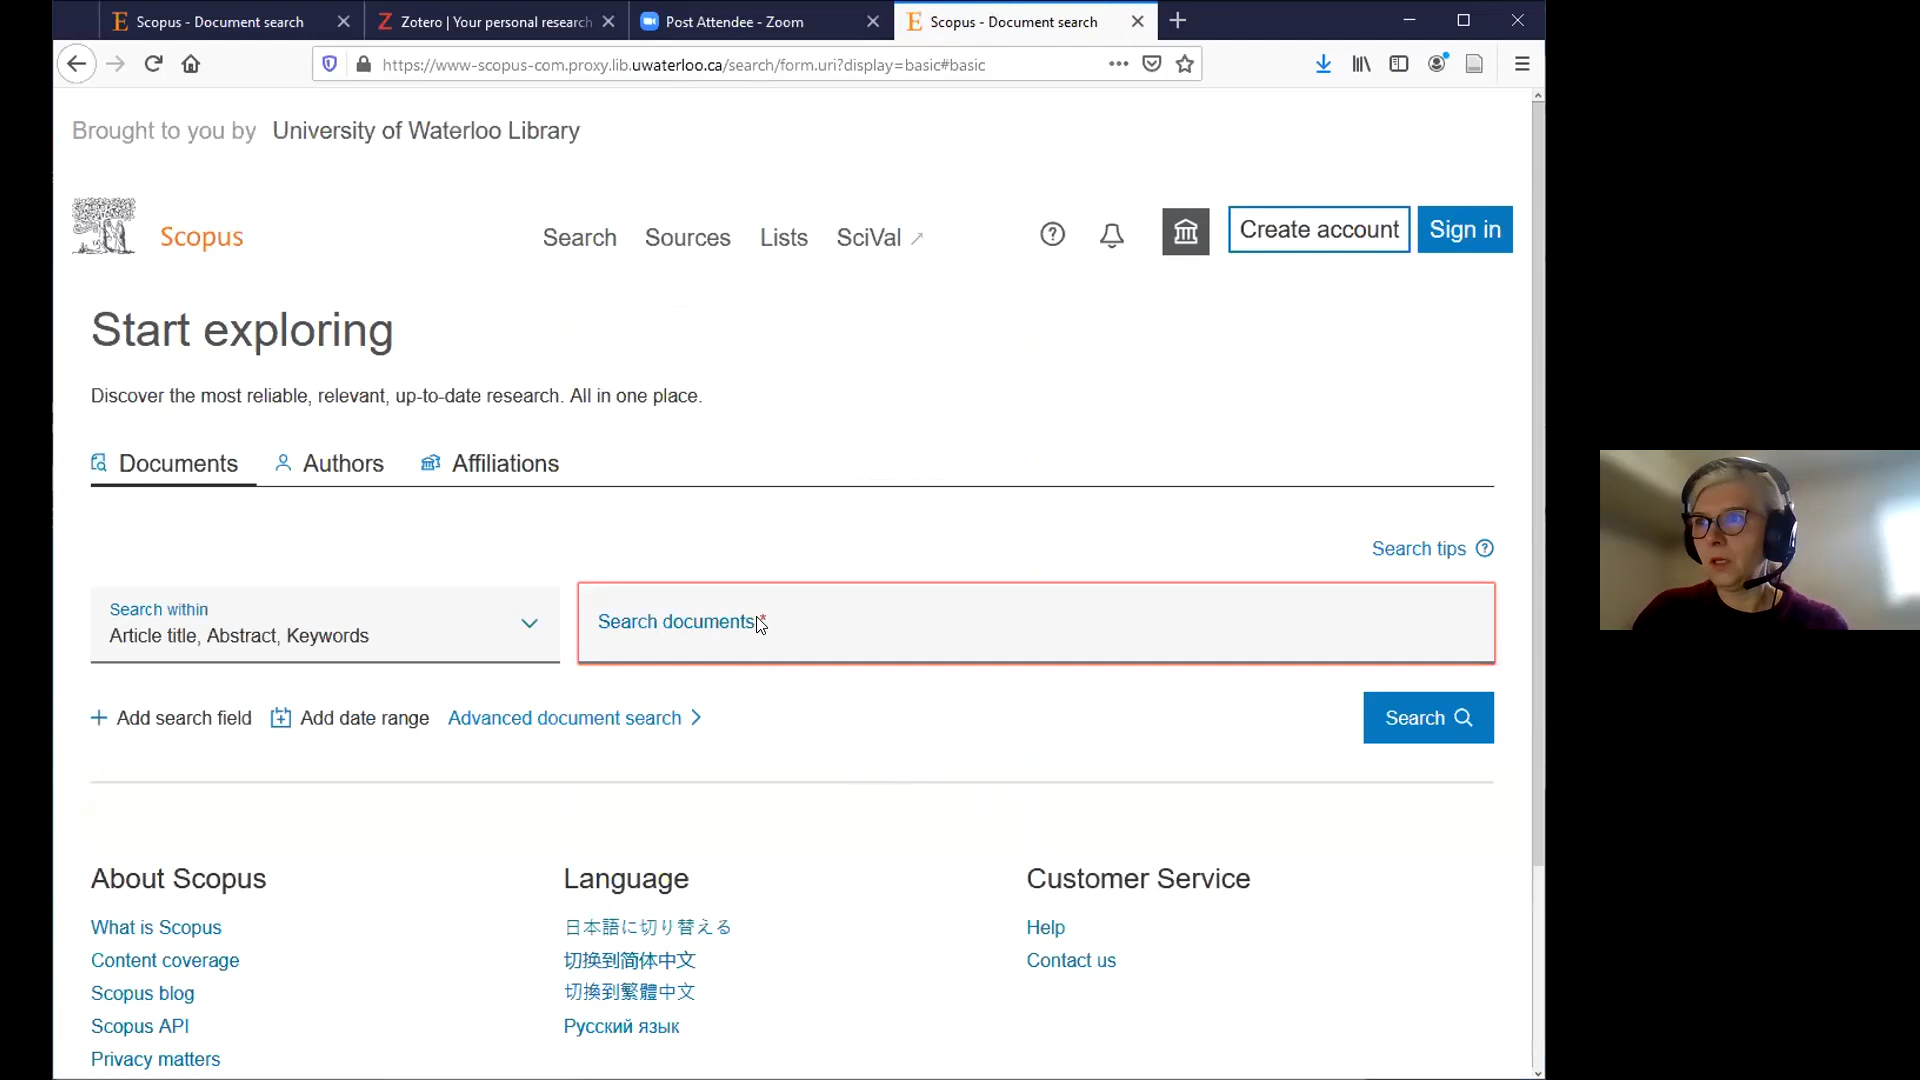 Scopus - Document search
Zotero | Your personal research
Post Attendee - Zoom
Scopus - Document search
https://www-scopus-com.proxy.lib.uwaterloo.ca/search/form.uri?display=basic#basic
Brought to you by University of Waterloo Library
Scopus
Search Sources Lists SciVal ↗
Create account
Sign in
Start exploring
Discover the most reliable, relevant, up-to-date research. All in one place.
Documents Authors Affiliations
Search tips
Search within
Article title, Abstract, Keywords
Search documents *
+ Add search field
Add date range
Advanced document search >
Search
About Scopus
What is Scopus
Content coverage
Scopus blog
Scopus API
Privacy matters
Language
日本語に切り替える
切换到简体中文
切換到繁體中文
Русский язык
Customer Service
Help
Contact us